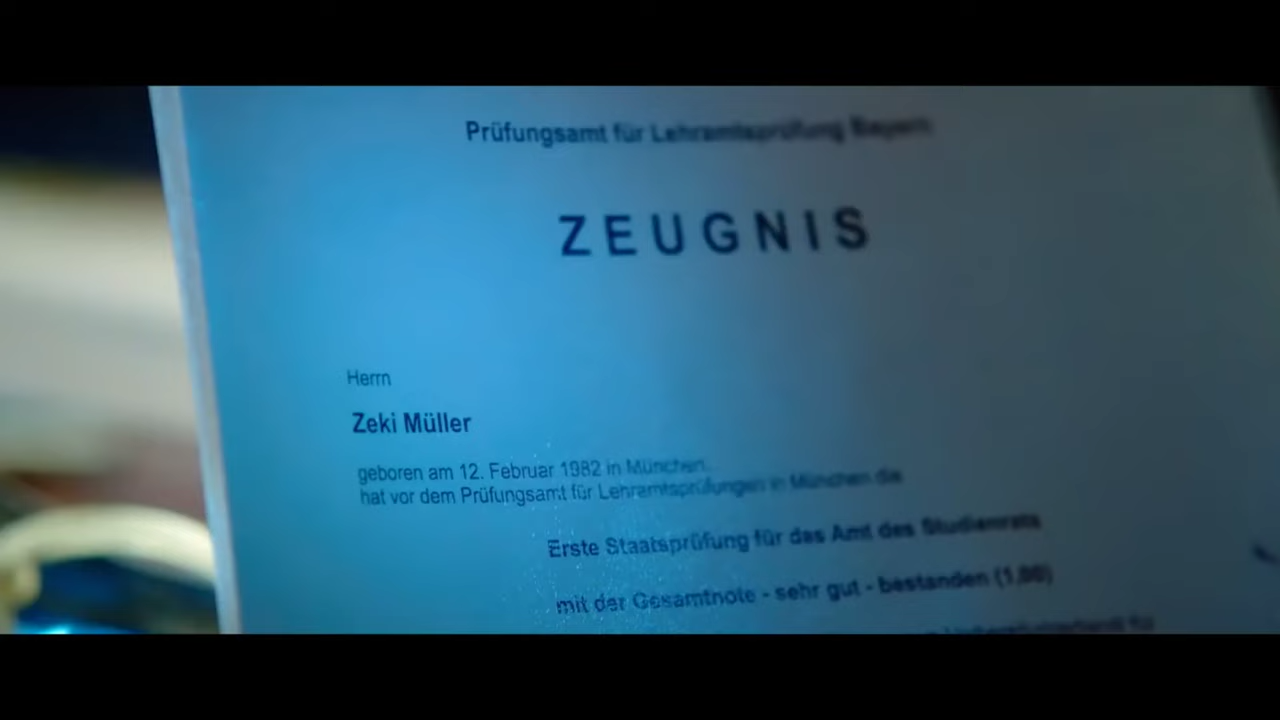 Prüfungsamt für Lehramtsprüfung Bayern
ZEUGNIS
Herrn
Zeki Müller
geboren am 12. Februar 1982 in München.
hat vor dem Prüfungsamt für Lehramtsprüfungen in München die
Erste Staatsprüfung für das Amt des Studienrats
mit der Gesamtnote - sehr gut - bestanden (1,00)